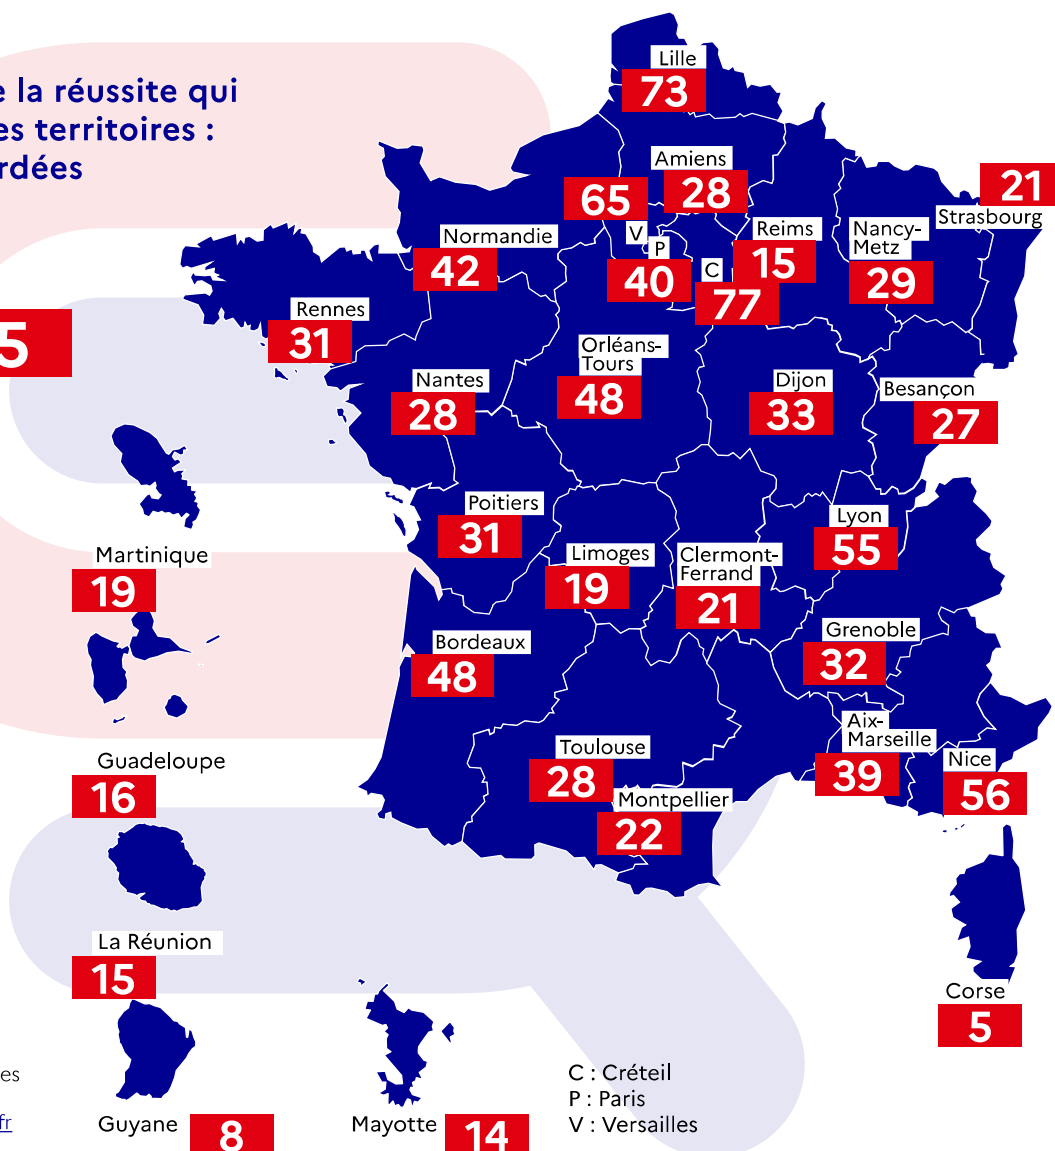 e la réussite qui
es territoires :
rdées
5
Lille
73
Amiens
28
65
V
P
40
C
77
Reims
15
Nancy-
Metz
29
21
Strasbourg
Normandie
42
Rennes
31
Nantes
28
Orléans-
Tours
48
Dijon
33
Besançon
27
Poitiers
31
Limoges
19
Clermont-
Ferrand
21
Lyon
55
Grenoble
32
Bordeaux
48
Toulouse
28
Montpellier
22
Aix-
Marseille
39
Nice
56
Corse
5
Martinique
19
Guadeloupe
16
La Réunion
15
Guyane
8
Mayotte
14
C : Créteil
P : Paris
V : Versailles
es
fr